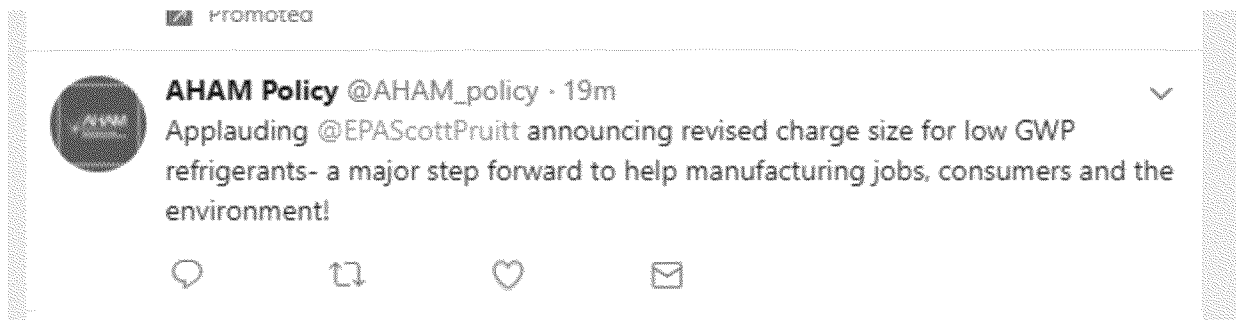 Promoted
AHAM Policy @AHAM_policy · 19m
Applauding @EPAScottPruitt announcing revised charge size for low GWP
refrigerants- a major step forward to help manufacturing jobs, consumers and the
environment!
AHAM